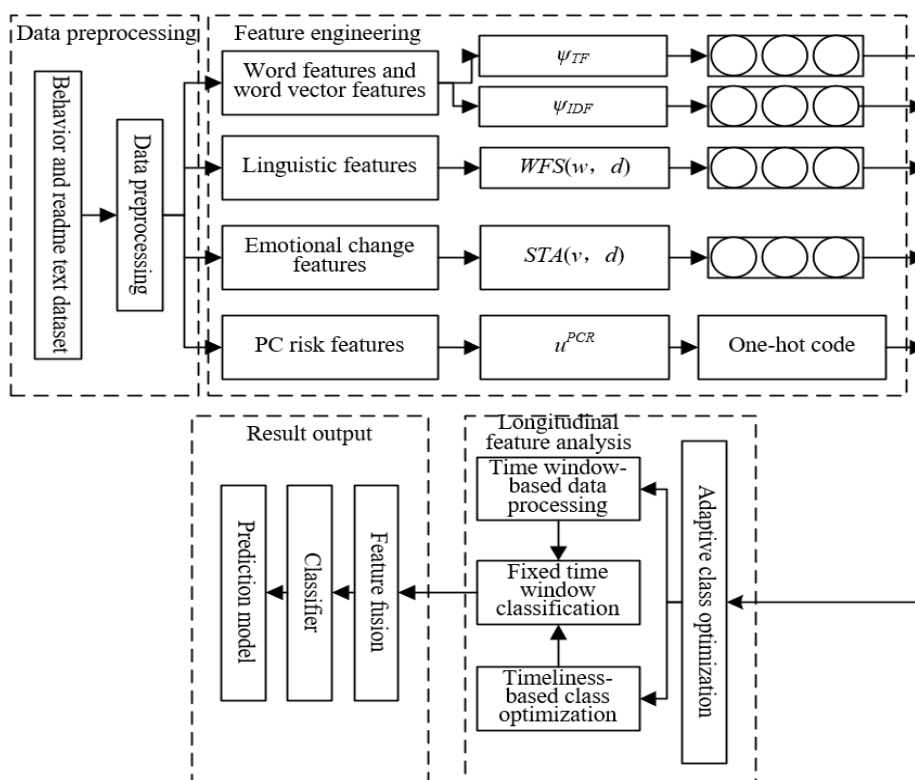 Data preprocessing
Behavior and readme text dataset
Data preprocessing
Feature engineering
Word features and
word vector features
ψTF
ψIDF
Linguistic features
WFS(w，d)
Emotional change
features
STA(v，d)
PC risk features
u^PCR
One-hot code
Result output
Prediction model
Classifier
Feature fusion
Longitudinal
feature analysis
Time window-
based data
processing
Fixed time
window
classification
Timeliness-
based class
optimization
Adaptive class optimization